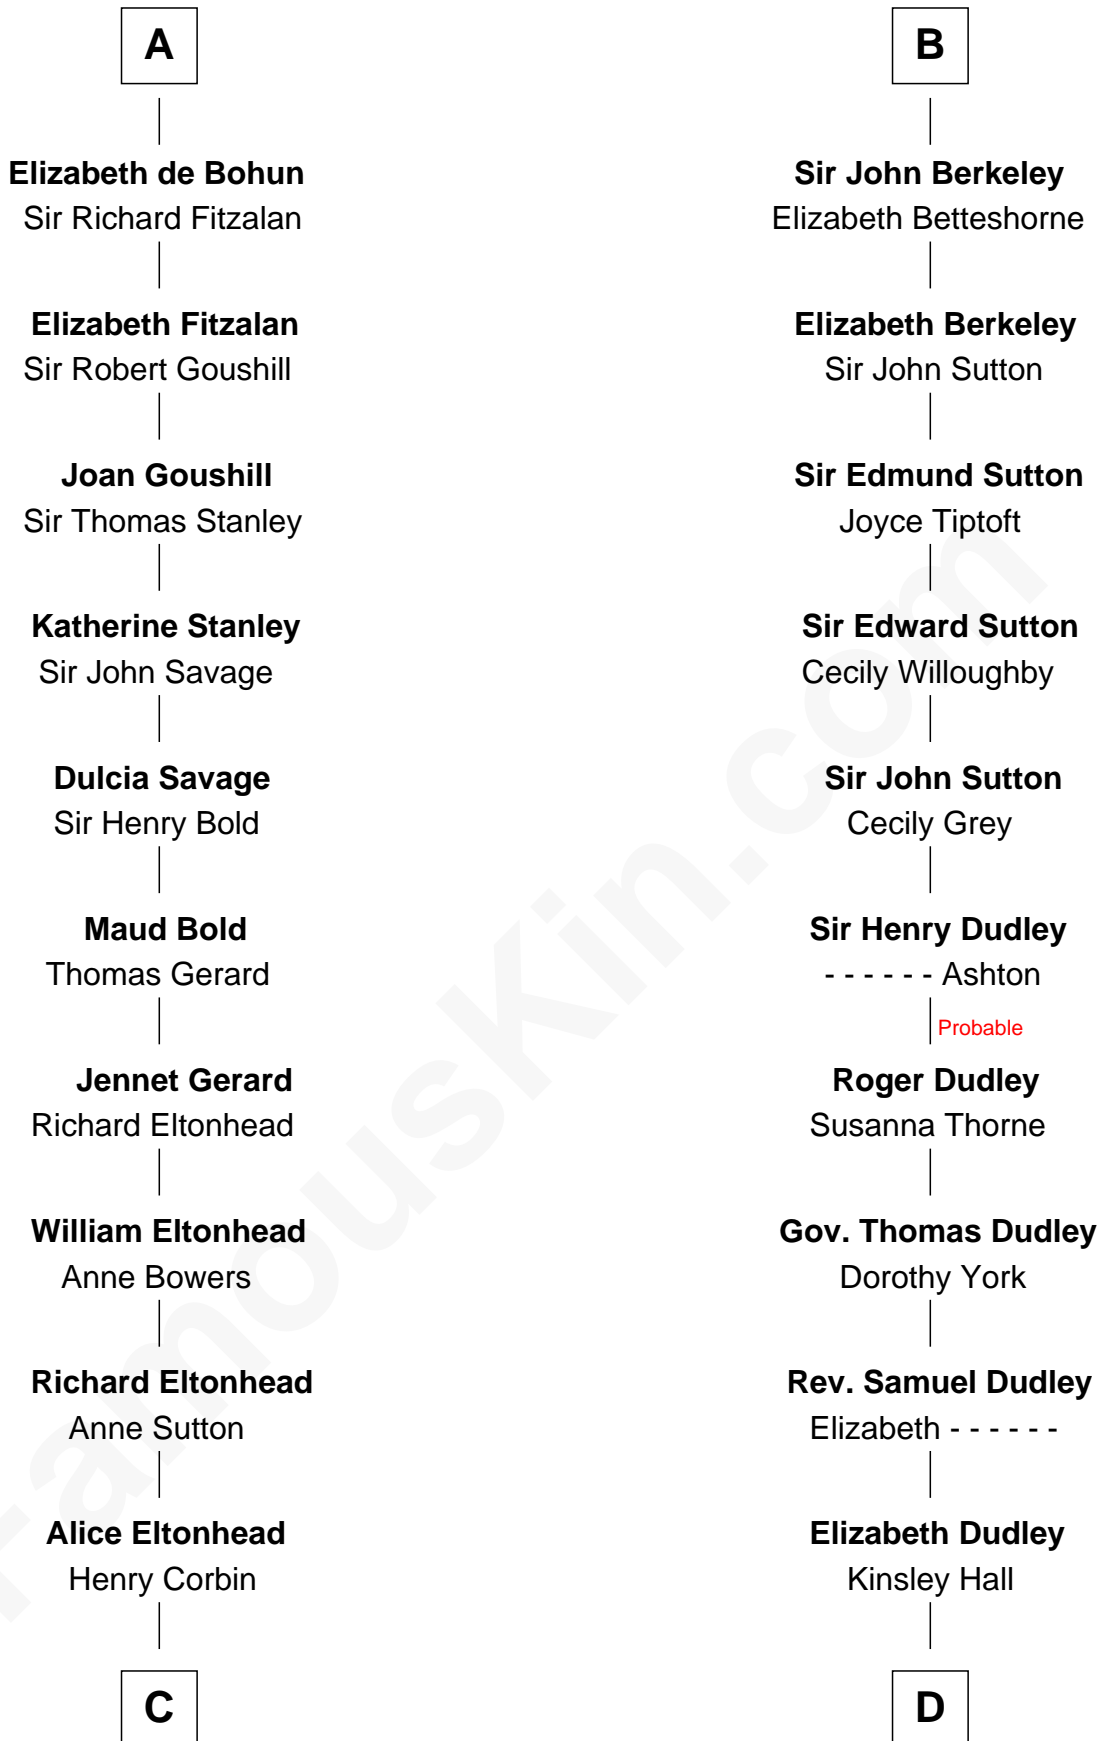 A
Elizabeth de Bohun
Sir Richard Fitzalan
Elizabeth Fitzalan
Sir Robert Goushill
Joan Goushill
Sir Thomas Stanley
Katherine Stanley
Sir John Savage
Dulcia Savage
Sir Henry Bold
Maud Bold
Thomas Gerard
Jennet Gerard
Richard Eltonhead
William Eltonhead
Anne Bowers
Richard Eltonhead
Anne Sutton
Alice Eltonhead
Henry Corbin
C
B
Sir John Berkeley
Elizabeth Betteshorne
Elizabeth Berkeley
Sir John Sutton
Sir Edmund Sutton
Joyce Tiptoft
Sir Edward Sutton
Cecily Willoughby
Sir John Sutton
Cecily Grey
Sir Henry Dudley
- - - - - - Ashton
Probable
Roger Dudley
Susanna Thorne
Gov. Thomas Dudley
Dorothy York
Rev. Samuel Dudley
Elizabeth - - - - - -
Elizabeth Dudley
Kinsley Hall
D
FamousKin.com